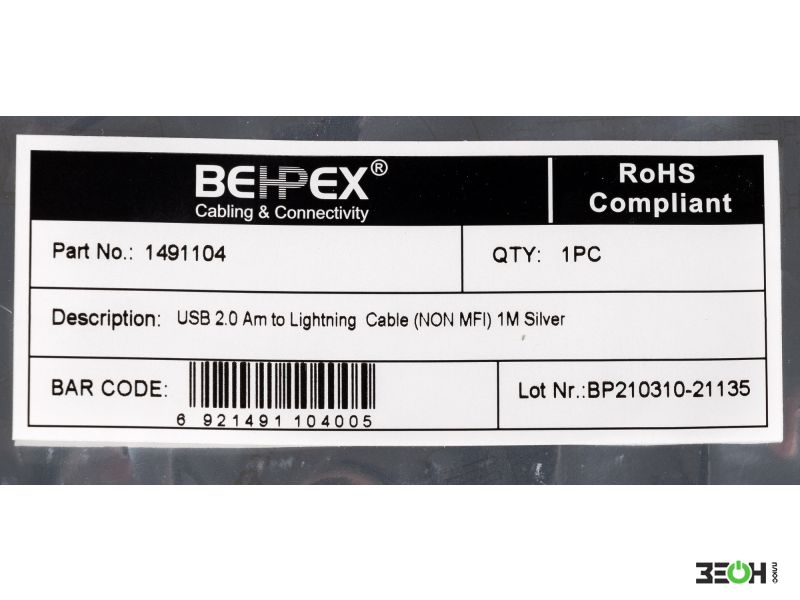 BEHPEX®
Cabling & Connectivity
RoHS
Compliant
Part No.: 1491104
QTY: 1PC
Description: USB 2.0 Am to Lightning Cable (NON MFI) 1M Silver
BAR CODE:
6 921491 104005
Lot Nr.:BP210310-21135
ЗЕОН
ПЛЮС